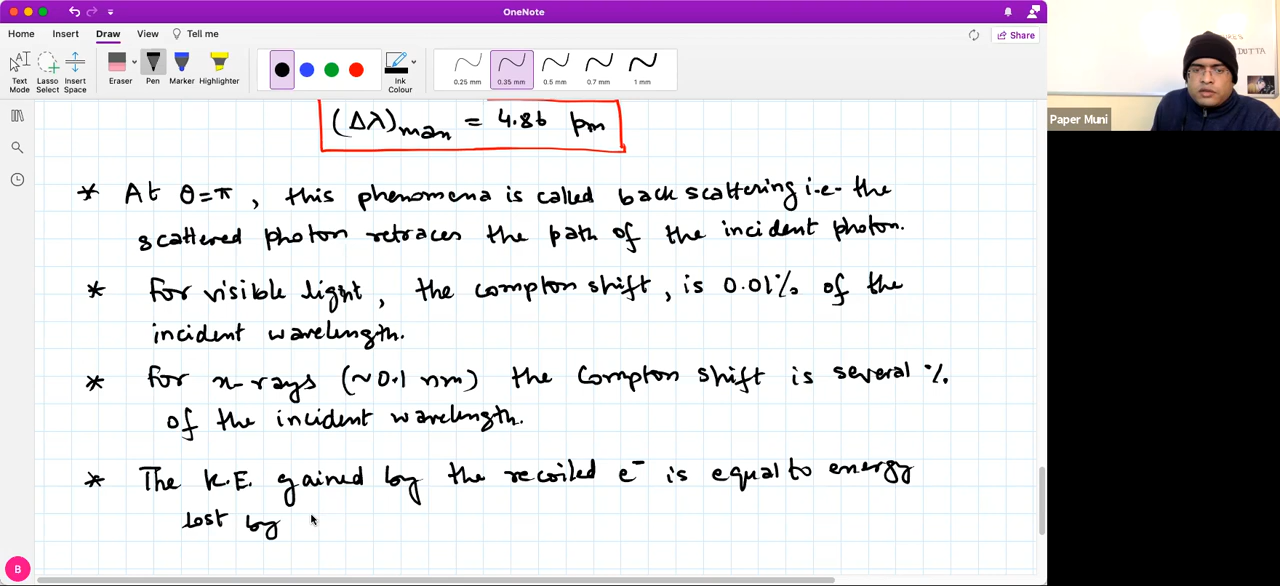 OneNote
Home Insert Draw View Tell me
Share
Text Mode
Lasso Select
Insert Space
Eraser
Pen
Marker
Highlighter
Ink Colour
0.25 mm 0.35 mm 0.5 mm 0.7 mm 1 mm
DUTTA
Paper Muni
(Δλ)max = 4.86 pm
* At θ=π, this phenomena is called back scattering i.e- the
scattered photon retraces the path of the incident photon.
* For visible light, the compton shift, is 0.01% of the
incident wavelength.
* For x-rays (~0.1 nm) the Compton shift is several %
of the incident wavelength.
* The K.E. gained by the recoiled e⁻ is equal to energy
lost by
B